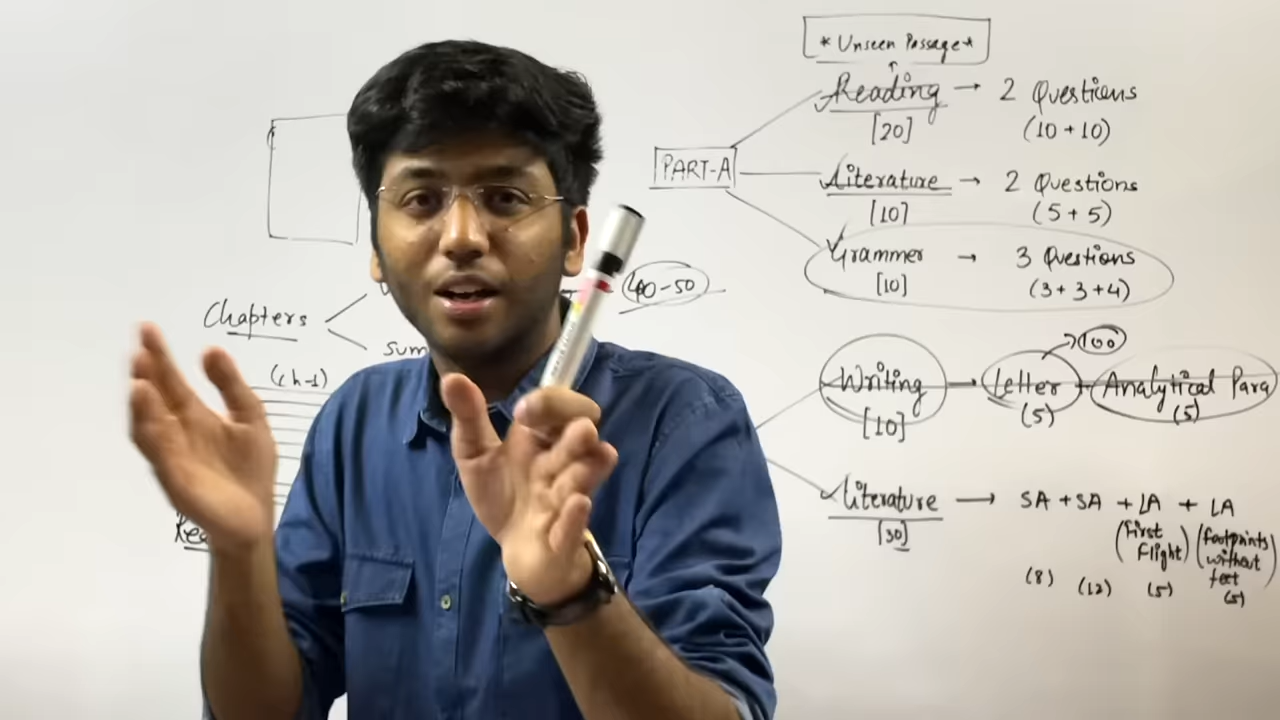 * Unseen Passage *
Reading → 2 Questions
[20] (10 + 10)
PART-A
Literature → 2 Questions
[10] (5 + 5)
Grammer → 3 Questions
[10] (3 + 3 + 4)
40-50
Chapters
Sum
(Ch-1)
→ 100
Writing → Letter + Analytical Para
[10] (5) (5)
Literature → SA + SA + LA + LA
[30] (First Flight) (footprints without feet)
(8) (12) (5) (5)